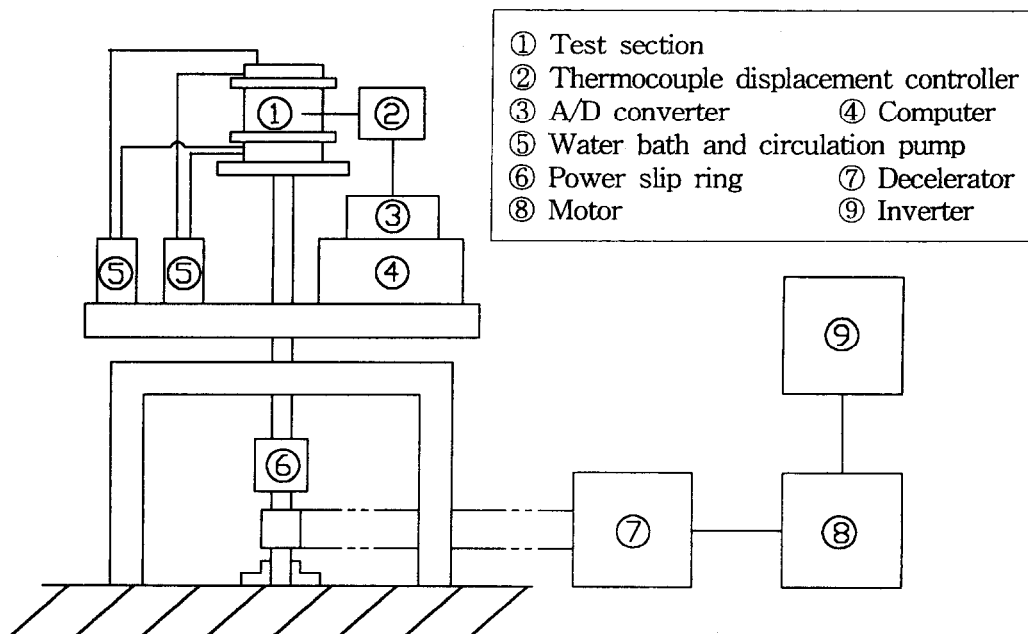 ① Test section
② Thermocouple displacement controller
③ A/D converter ④ Computer
⑤ Water bath and circulation pump
⑥ Power slip ring ⑦ Decelerator
⑧ Motor ⑨ Inverter
①
②
③
⑤ ⑤ ④
⑨
⑥
⑦ ⑧